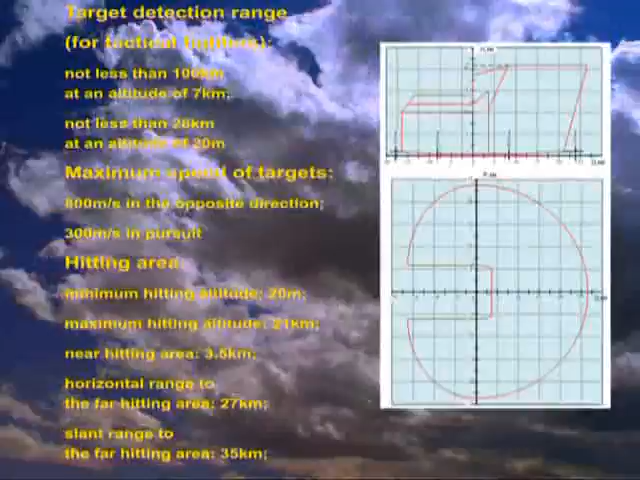 Target detection range
(for tactical fighters):
not less than 100km
at an altitude of 7km;
not less than 28km
at an altitude of 20m
Maximum speed of targets:
800m/s in the opposite direction;
300m/s in pursuit
Hitting area:
minimum hitting altitude: 20m;
maximum hitting altitude: 21km;
near hitting area: 3.5km;
horizontal range to
the far hitting area: 27km;
slant range to
the far hitting area: 35km;